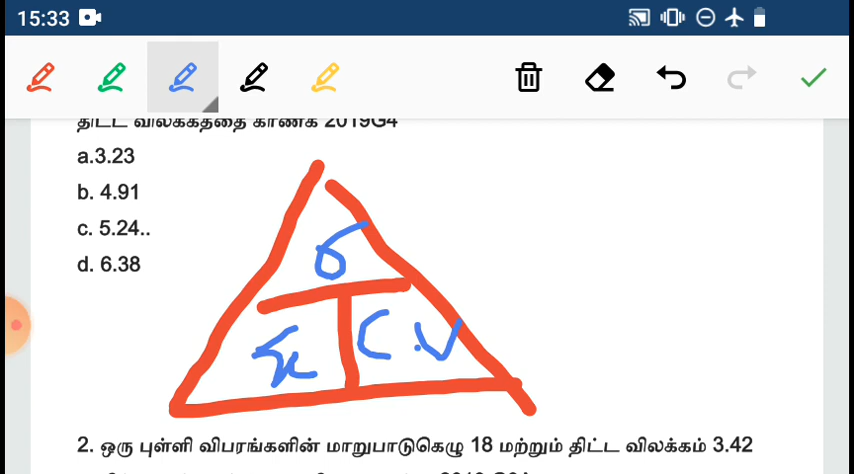 15:33
திட்ட விலக்கத்தை காண்க 2019G4
a.3.23
b. 4.91
c. 5.24..
d. 6.38
σ
x̄ C.V
2. ஒரு புள்ளி விபரங்களின் மாறுபாடுகெழு 18 மற்றும் திட்ட விலக்கம் 3.42